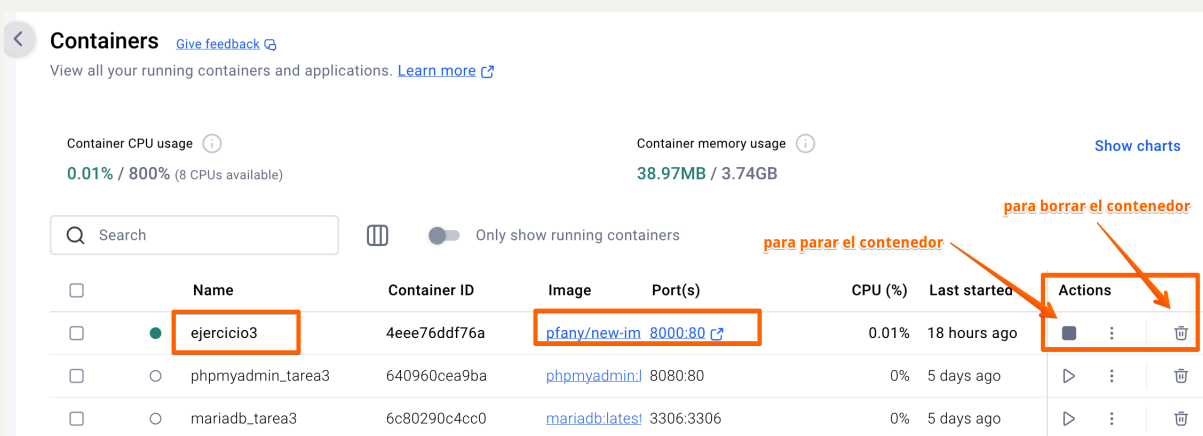 Containers Give feedback
View all your running containers and applications. Learn more
Container CPU usage
0.01% / 800% (8 CPUs available)
Container memory usage
38.97MB / 3.74GB
Show charts
para borrar el contenedor
Search
Only show running containers
para parar el contenedor
Name Container ID Image Port(s) CPU (%) Last started Actions
ejercicio3 4eee76ddf76a pfany/new-im 8000:80 0.01% 18 hours ago
phpmyadmin_tarea3 640960cea9ba phpmyadmin:l 8080:80 0% 5 days ago
mariadb_tarea3 6c80290c4cc0 mariadb:latest 3306:3306 0% 5 days ago